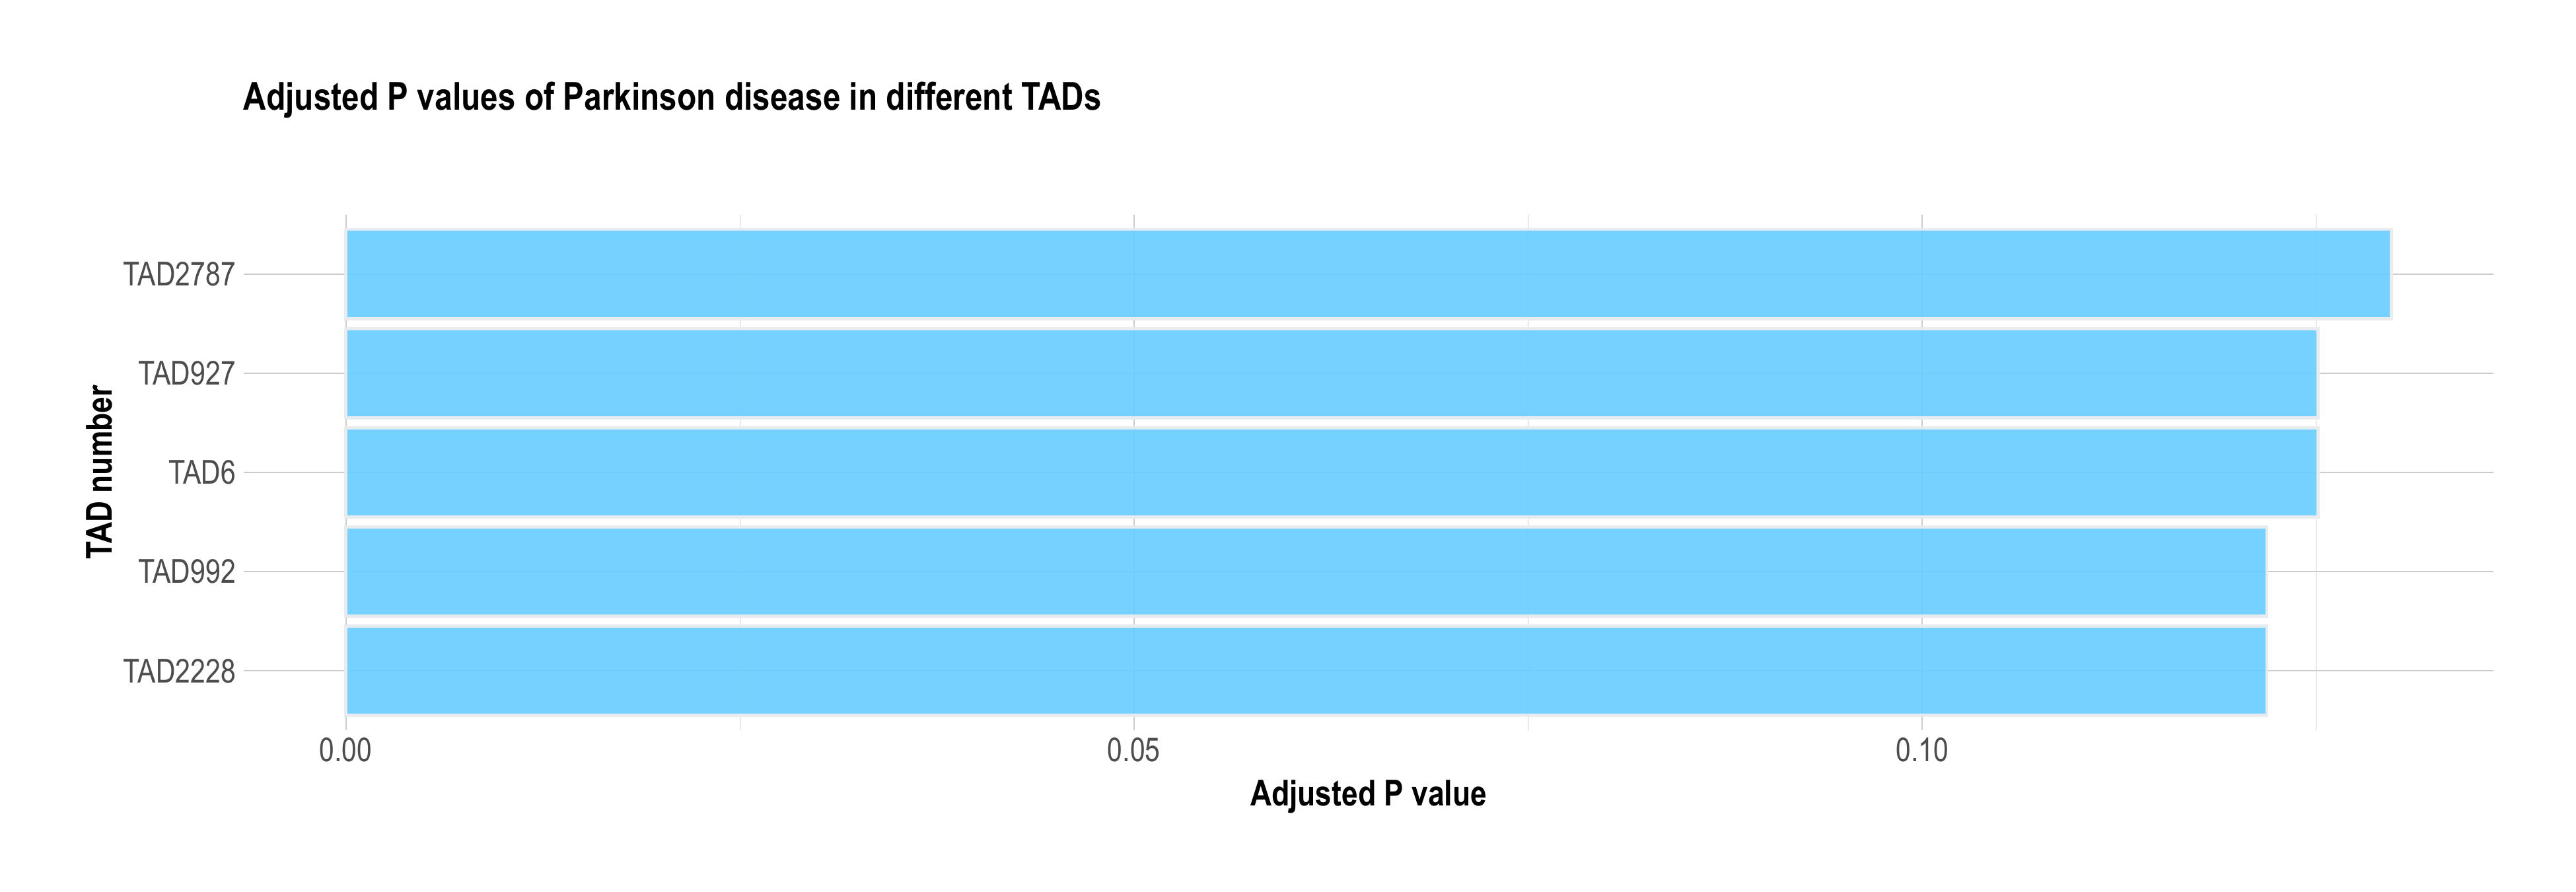 Adjusted P values of Parkinson disease in different TADs
TAD number
TAD2787
TAD927
TAD6
TAD992
TAD2228
0.00 0.05 0.10
Adjusted P value